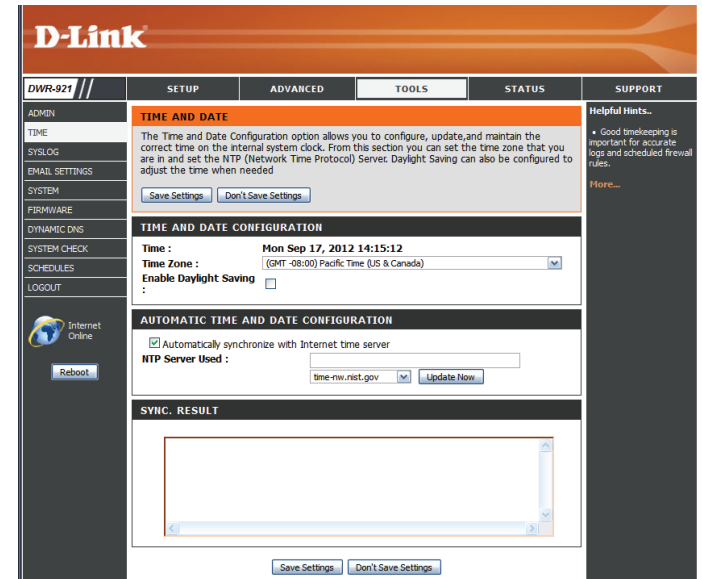 D-Link
DWR-921 // SETUP ADVANCED TOOLS STATUS SUPPORT
ADMIN
TIME
SYSLOG
EMAIL SETTINGS
SYSTEM
FIRMWARE
DYNAMIC DNS
SYSTEM CHECK
SCHEDULES
LOGOUT
Internet
Online
Reboot
TIME AND DATE
The Time and Date Configuration option allows you to configure, update,and maintain the
correct time on the internal system clock. From this section you can set the time zone that you
are in and set the NTP (Network Time Protocol) Server. Daylight Saving can also be configured to
adjust the time when needed
Save Settings Don't Save Settings
TIME AND DATE CONFIGURATION
Time : Mon Sep 17, 2012 14:15:12
Time Zone : (GMT -08:00) Pacific Time (US & Canada)
Enable Daylight Saving
:
AUTOMATIC TIME AND DATE CONFIGURATION
Automatically synchronize with Internet time server
NTP Server Used :
time-nw.nist.gov Update Now
SYNC. RESULT
Save Settings Don't Save Settings
Helpful Hints..
• Good timekeeping is
important for accurate
logs and scheduled firewall
rules.
More...